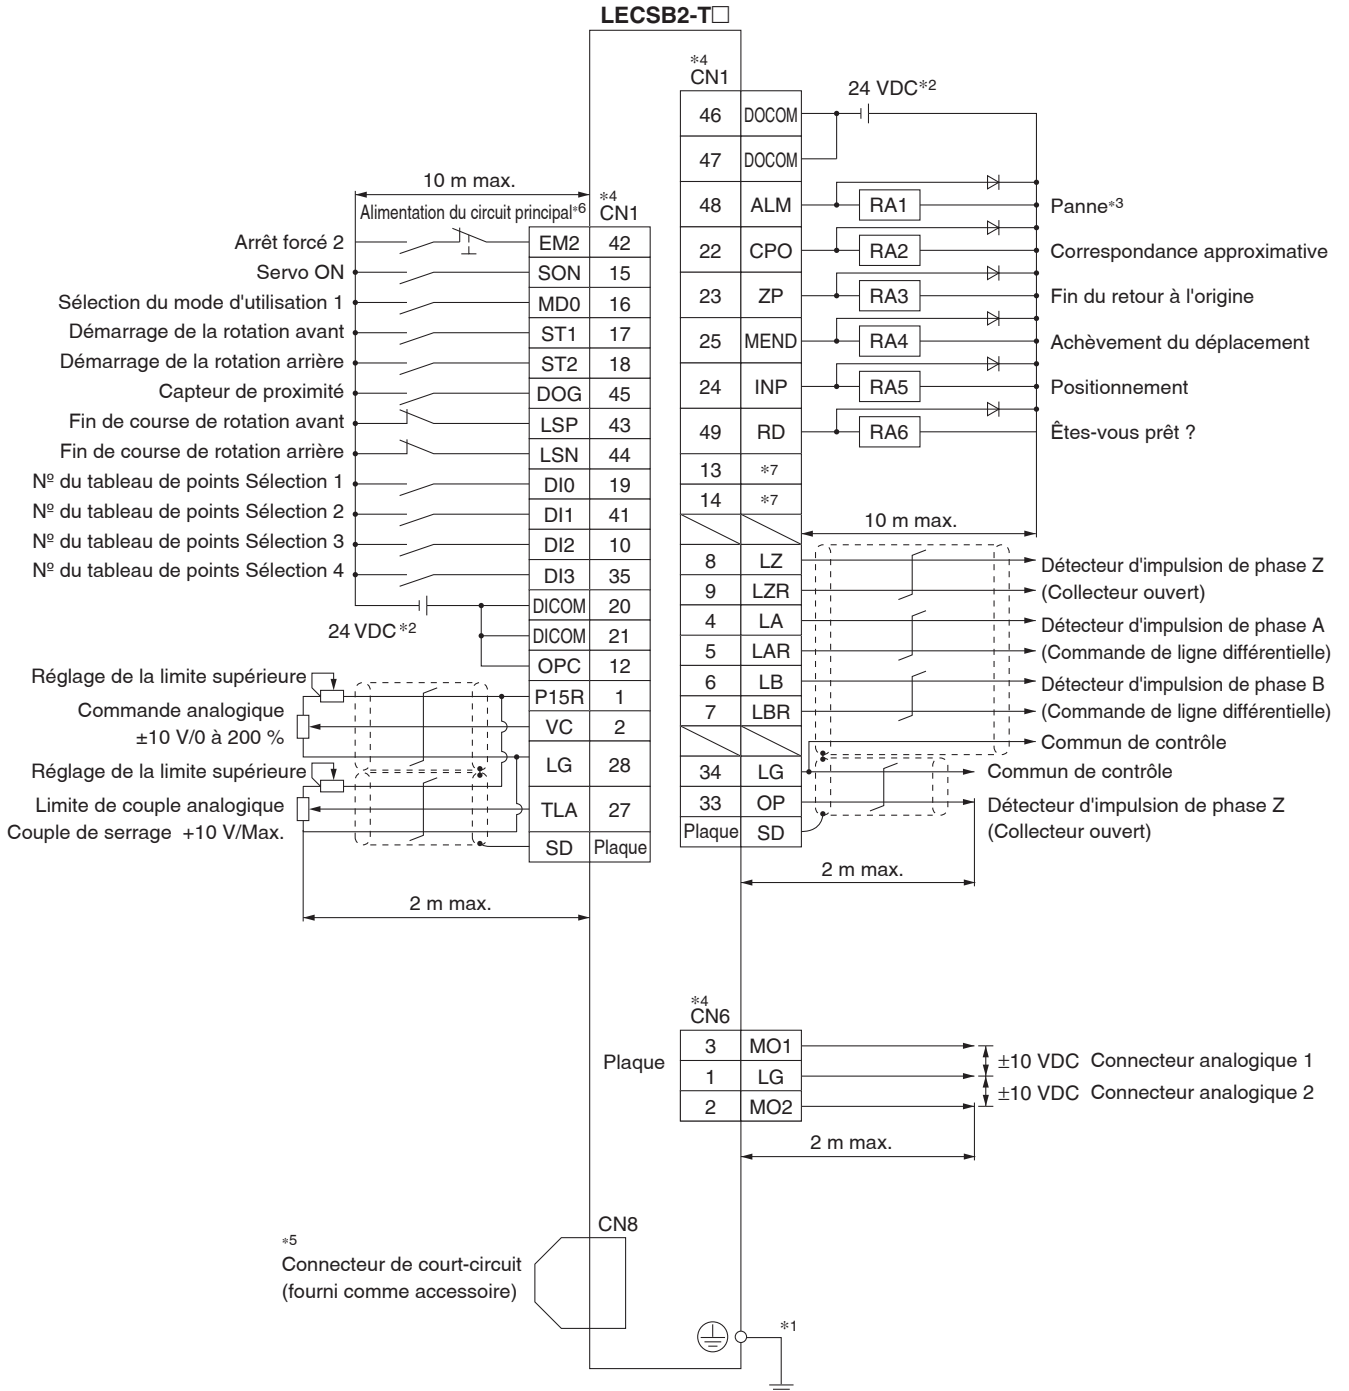 LECSB2-T□
*4
CN1
24 VDC*2
46 DOCOM
47 DOCOM
48 ALM RA1 Panne*3
22 CPO RA2 Correspondance approximative
23 ZP RA3 Fin du retour à l'origine
25 MEND RA4 Achèvement du déplacement
24 INP RA5 Positionnement
49 RD RA6 Êtes-vous prêt ?
13 *7
14 *7
10 m max.
8 LZ Détecteur d'impulsion de phase Z
9 LZR (Collecteur ouvert)
4 LA Détecteur d'impulsion de phase A
5 LAR (Commande de ligne différentielle)
6 LB Détecteur d'impulsion de phase B
7 LBR (Commande de ligne différentielle)
Commun de contrôle
34 LG Commun de contrôle
33 OP Détecteur d'impulsion de phase Z
Plaque SD (Collecteur ouvert)
2 m max.
10 m max.
*4
Alimentation du circuit principal*6 CN1
Arrêt forcé 2 EM2 42
Servo ON SON 15
Sélection du mode d'utilisation 1 MD0 16
Démarrage de la rotation avant ST1 17
Démarrage de la rotation arrière ST2 18
Capteur de proximité DOG 45
Fin de course de rotation avant LSP 43
Fin de course de rotation arrière LSN 44
Nº du tableau de points Sélection 1 DI0 19
Nº du tableau de points Sélection 2 DI1 41
Nº du tableau de points Sélection 3 DI2 10
Nº du tableau de points Sélection 4 DI3 35
DICOM 20
24 VDC*2 DICOM 21
OPC 12
Réglage de la limite supérieure P15R 1
Commande analogique VC 2
±10 V/0 à 200 %
LG 28
Réglage de la limite supérieure
Limite de couple analogique TLA 27
Couple de serrage +10 V/Max.
SD Plaque
2 m max.
*4
CN6
Plaque
3 MO1
±10 VDC Connecteur analogique 1
1 LG
±10 VDC Connecteur analogique 2
2 MO2
2 m max.
CN8
*5
Connecteur de court-circuit
(fourni comme accessoire)
*1